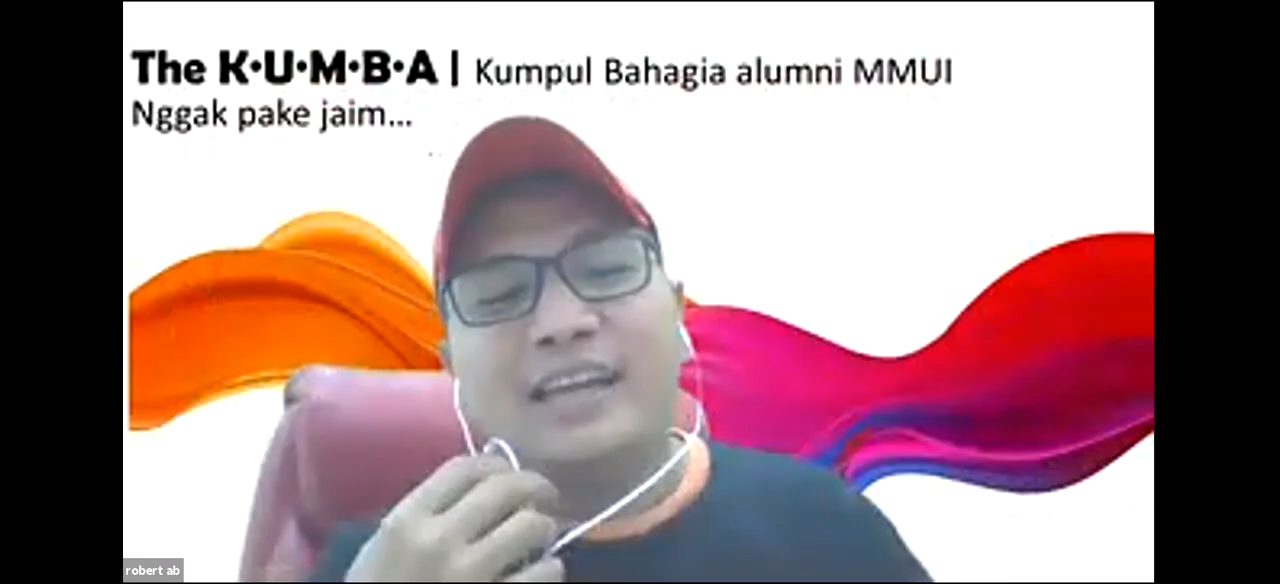 The K•U•M•B•A | Kumpul Bahagia alumni MMUI
Nggak pake jaim...
robert ab